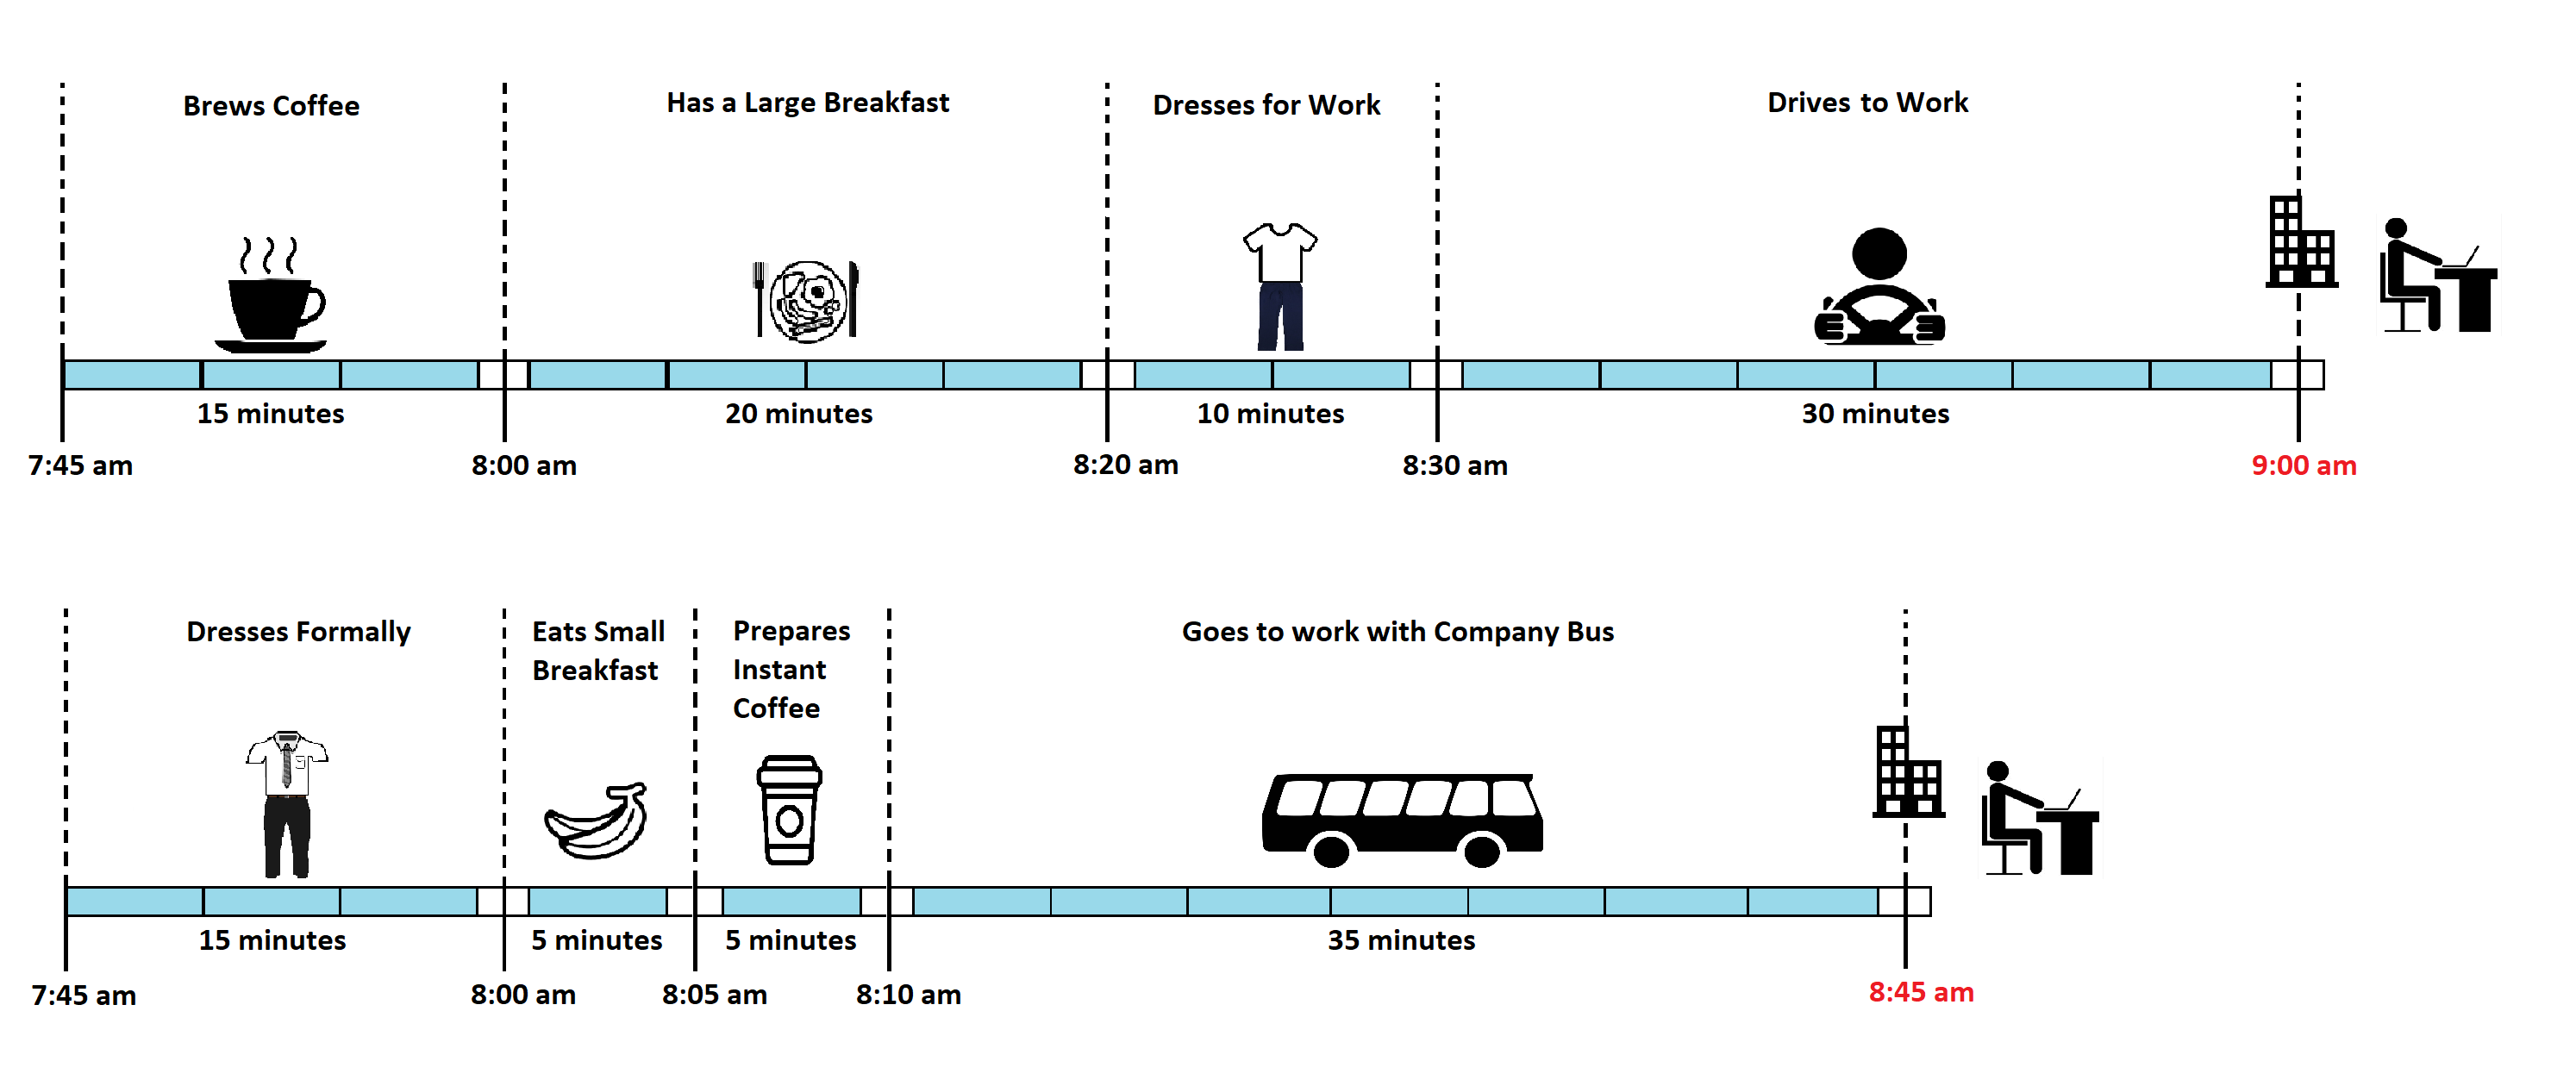 Brews Coffee
Has a Large Breakfast
Dresses for Work
Drives to Work
15 minutes
20 minutes
10 minutes
30 minutes
7:45 am
8:00 am
8:20 am
8:30 am
9:00 am
Dresses Formally
Eats Small
Breakfast
Prepares
Instant
Coffee
Goes to work with Company Bus
15 minutes
5 minutes
5 minutes
35 minutes
7:45 am
8:00 am
8:05 am
8:10 am
8:45 am